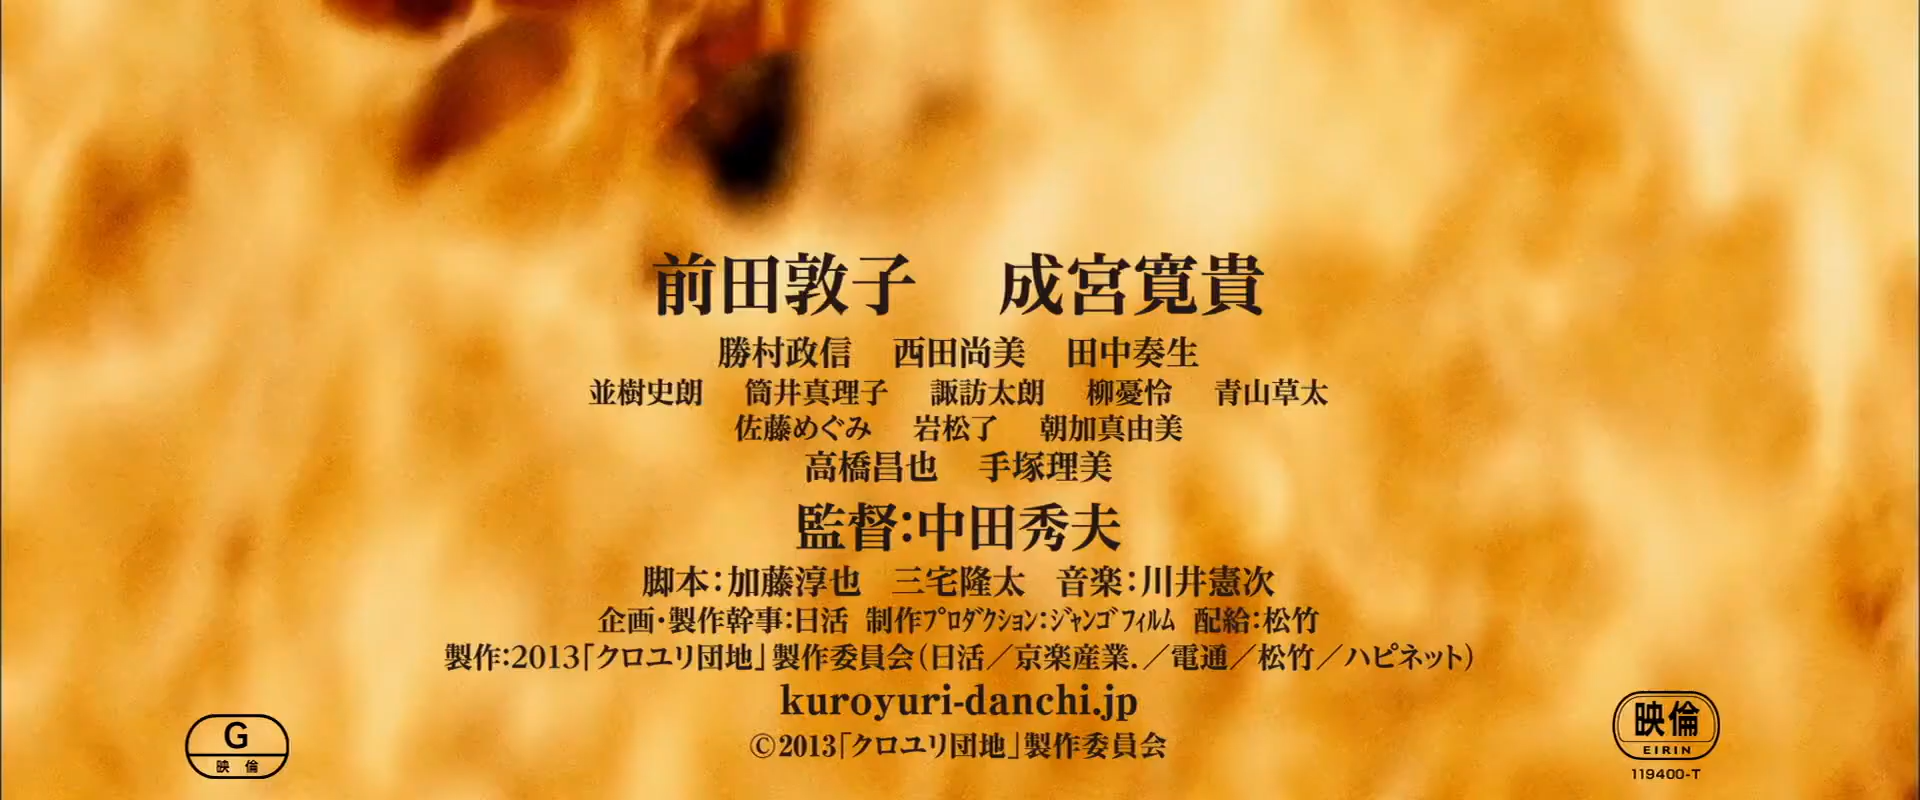 前田敦子　成宮寛貴
勝村政信　西田尚美　田中奏生
並樹史朗　筒井真理子　諏訪太朗　柳憂怜　青山草太
佐藤めぐみ　岩松了　朝加真由美
高橋昌也　手塚理美
監督:中田秀夫
脚本:加藤淳也　三宅隆太　音楽:川井憲次
企画・製作幹事:日活　制作ﾌﾟﾛﾀﾞｸｼｮﾝ:ｼﾞｬﾝｺﾞﾌｨﾙﾑ　配給:松竹
製作:2013「クロユリ団地」製作委員会(日活／京楽産業.／電通／松竹／ハピネット)
kuroyuri-danchi.jp
©2013「クロユリ団地」製作委員会
G
映倫
映倫
EIRIN
119400-T